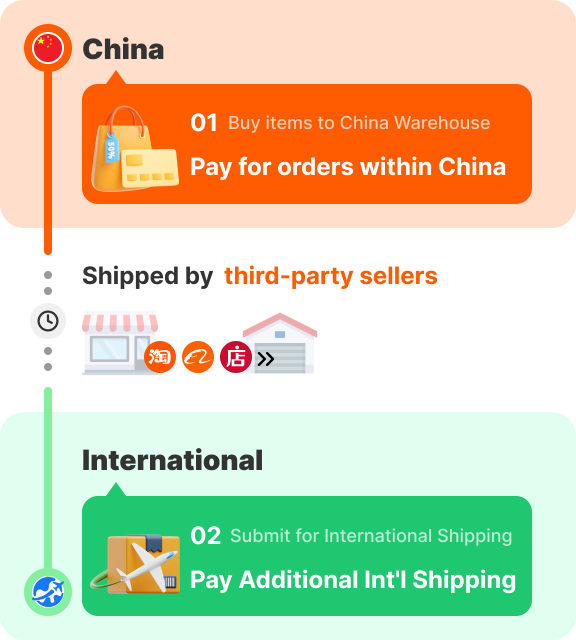 China
50%
01 Buy items to China Warehouse
Pay for orders within China
Shipped by third-party sellers
淘 店
International
02 Submit for International Shipping
Pay Additional Int'l Shipping